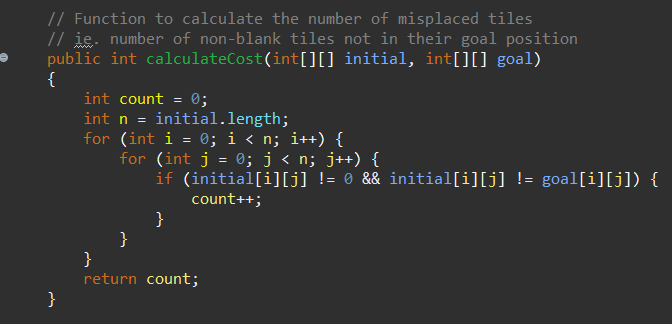 // Function to calculate the number of misplaced tiles
// ie. number of non-blank tiles not in their goal position
public int calculateCost(int[][] initial, int[][] goal)
{
    int count = 0;
    int n = initial.length;
    for (int i = 0; i < n; i++) {
        for (int j = 0; j < n; j++) {
            if (initial[i][j] != 0 && initial[i][j] != goal[i][j]) {
                count++;
            }
        }
    }
    return count;
}